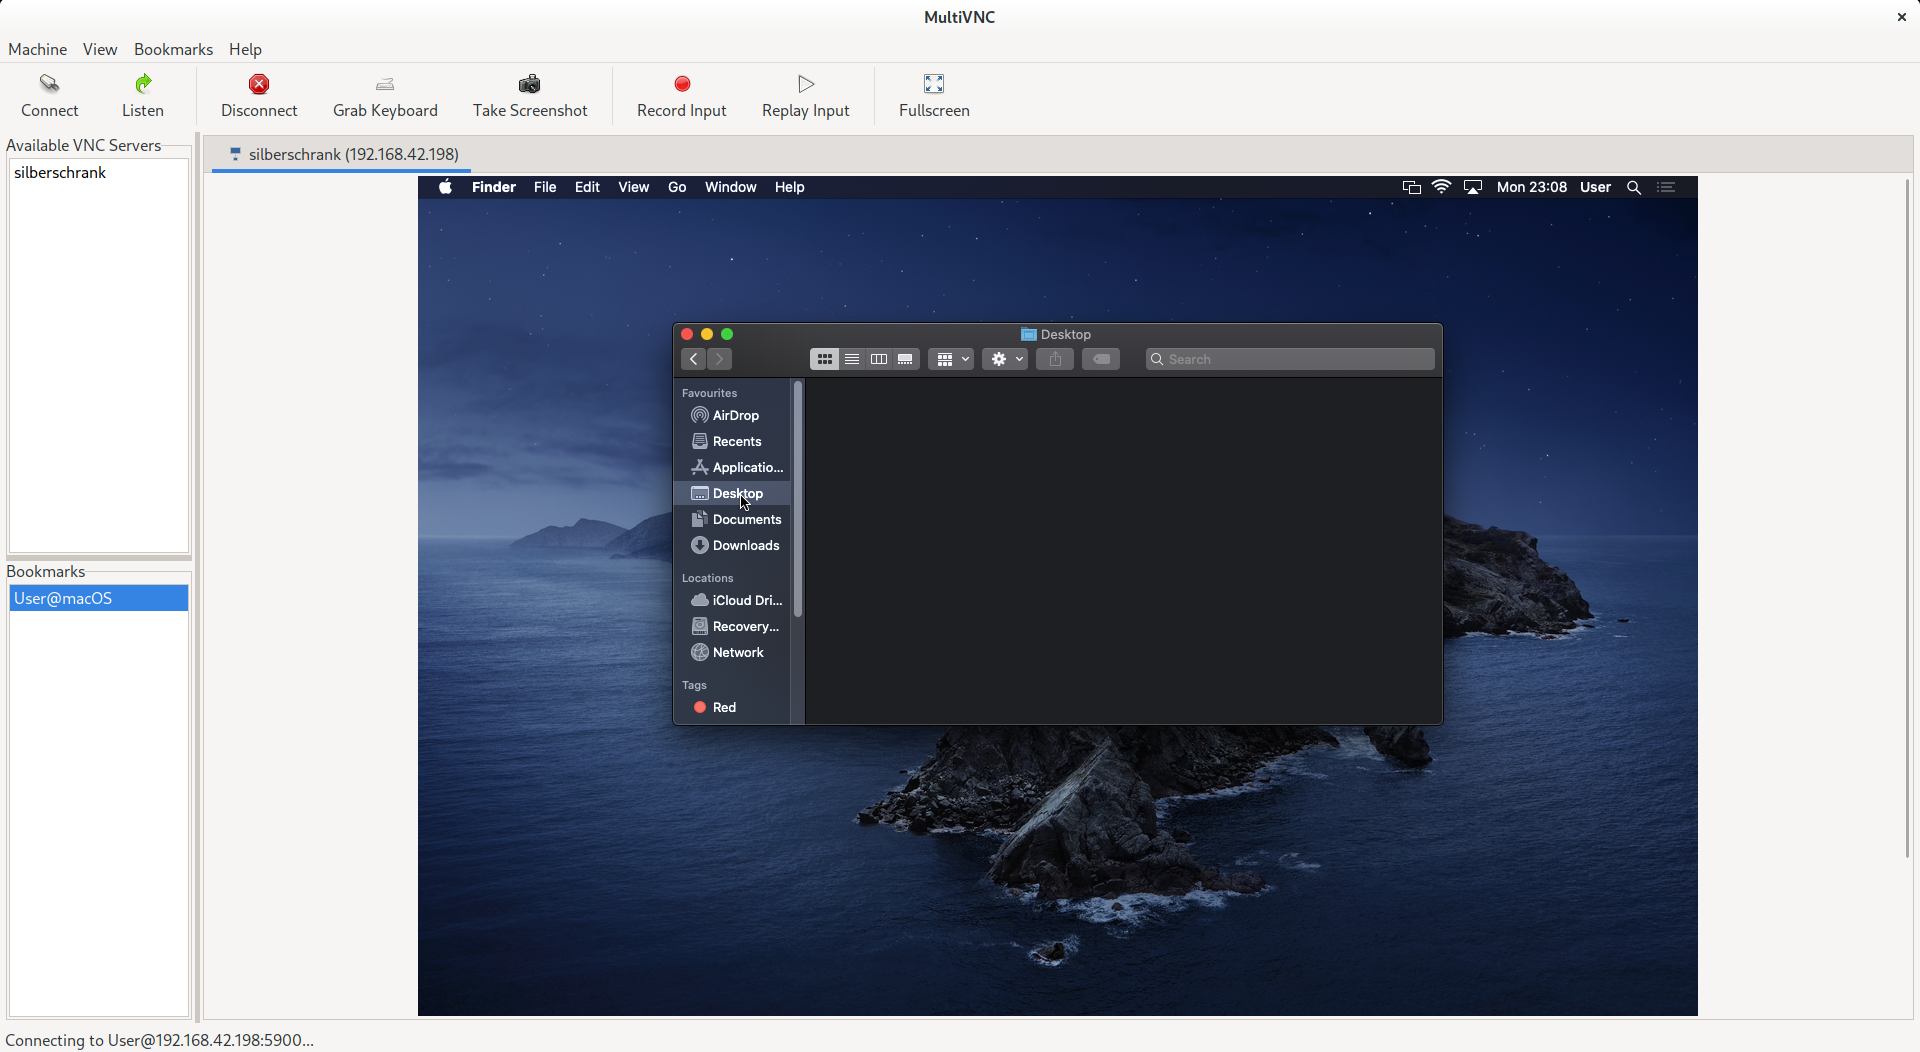 MultiVNC
Machine View Bookmarks Help
Connect Listen Disconnect Grab Keyboard Take Screenshot Record Input Replay Input Fullscreen
Available VNC Servers
silberschrank
silberschrank (192.168.42.198)
Finder File Edit View Go Window Help Mon 23:08 User
Desktop
Search
Favourites
AirDrop
Recents
Applicatio...
Desktop
Documents
Downloads
Locations
iCloud Dri...
Recovery...
Network
Tags
Red
Bookmarks
User@macOS
Connecting to User@192.168.42.198:5900...